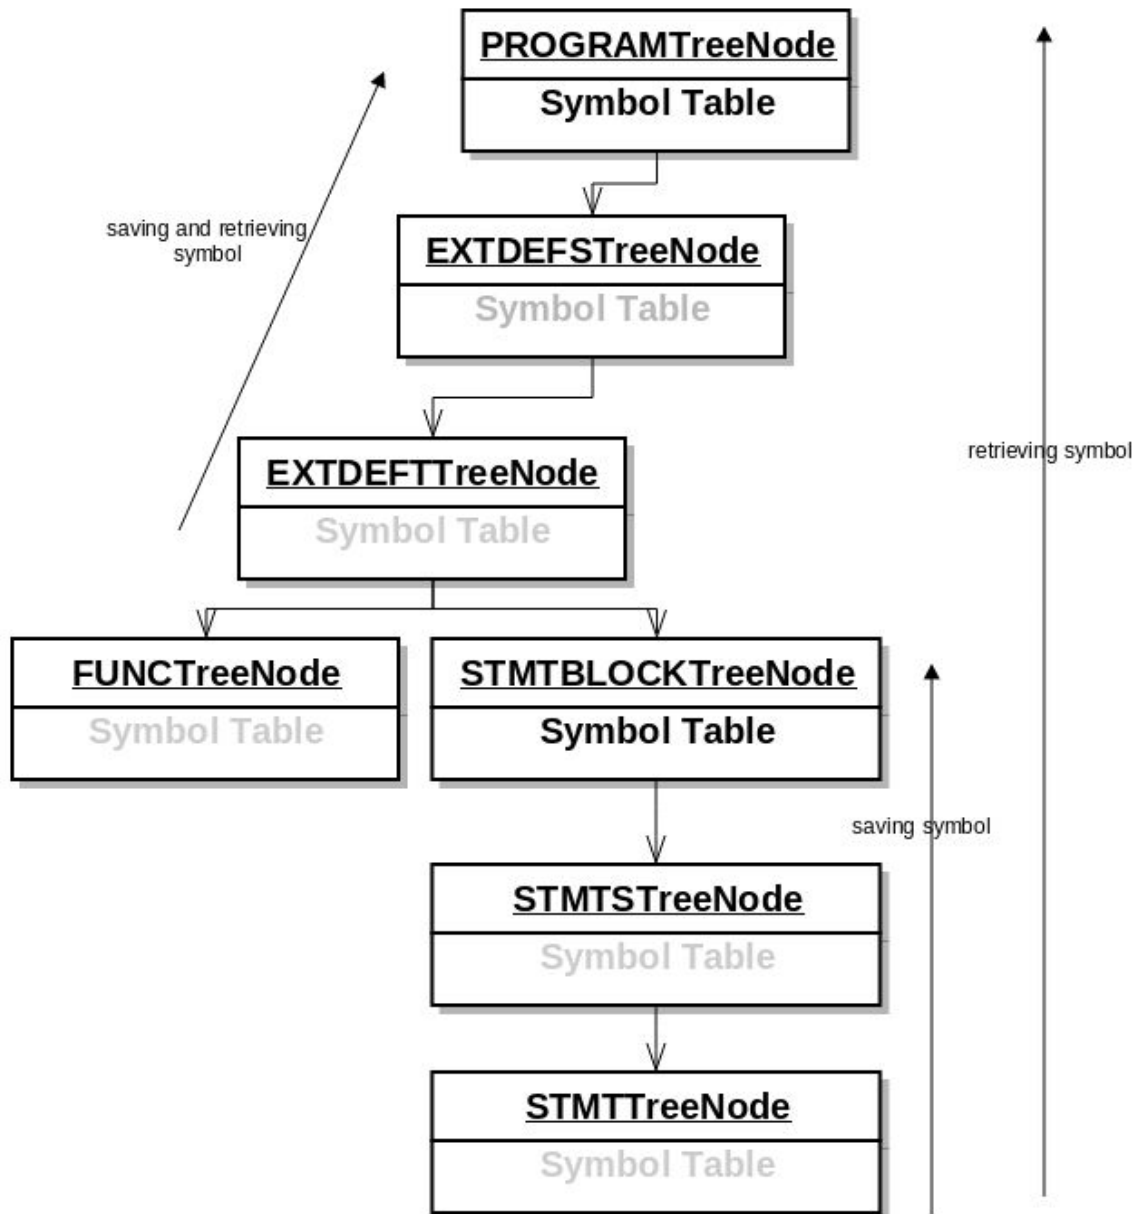 PROGRAMTreeNode
Symbol Table
saving and retrieving
symbol
EXTDEFSTreeNode
Symbol Table
retrieving symbol
EXTDEFTTreeNode
Symbol Table
FUNCTreeNode
Symbol Table
STMTBLOCKTreeNode
Symbol Table
saving symbol
STMTSTreeNode
Symbol Table
STMTTreeNode
Symbol Table